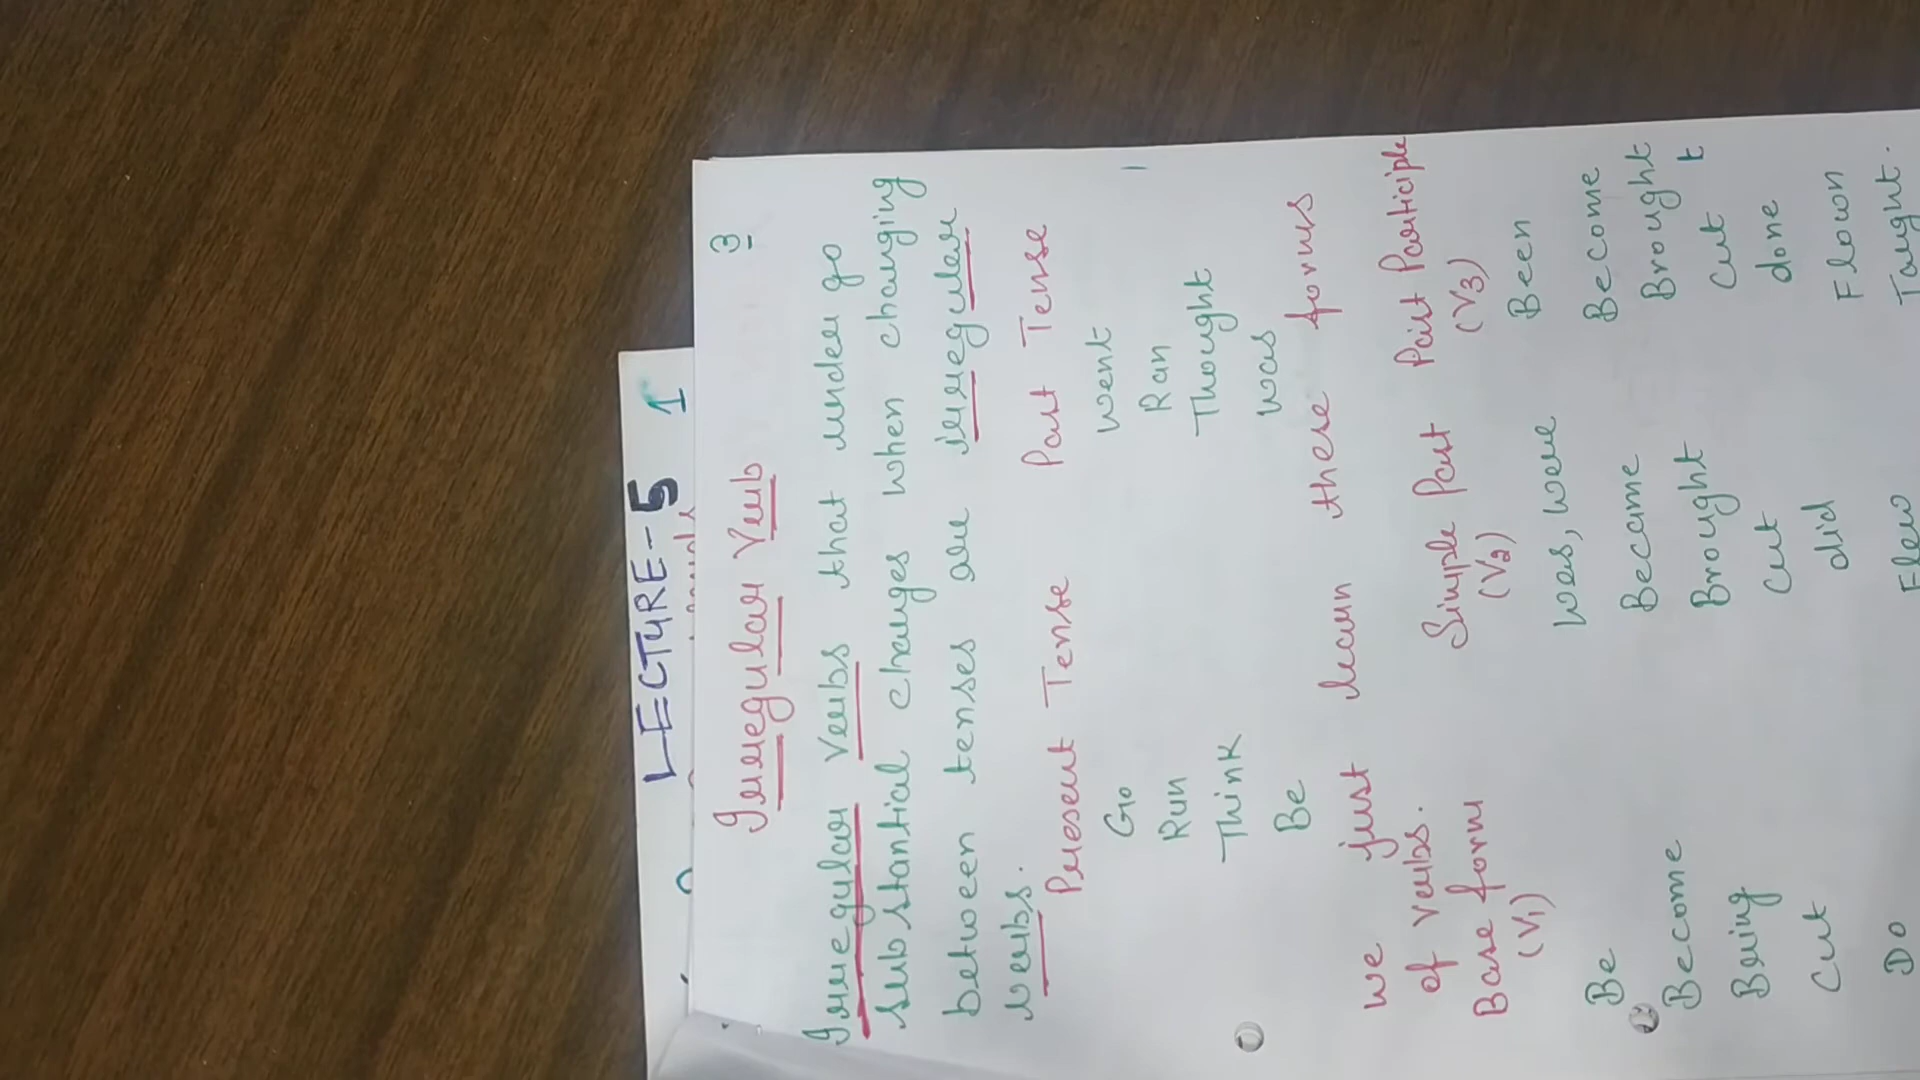 LECTURE-5 1
3
Irregular Verb
Irregular Verbs that under go
substantial changes when changing
between tenses are irregular
verbs.
Present Tense Past Tense
Go Went
Run Ran
Think Thought
Be was
We just learn these forms
of verbs.
Base form Simple Past Past Participle
(V1) (V2) (V3)
Be was, were Been
Become Became Become
Bring Brought Brought
t
Cut Cut Cut
Do did done
Flew Flown
Taught.